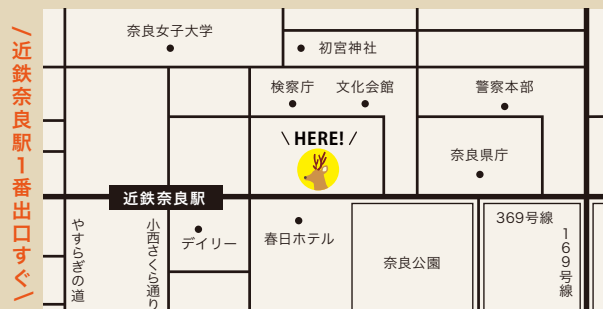 \近鉄奈良駅1番出口すぐ/
奈良女子大学
初宮神社
検察庁
文化会館
警察本部
\ HERE! /
奈良県庁
近鉄奈良駅
やすらぎの道
小西さくら通り
デイリー
春日ホテル
奈良公園
369号線
169号線